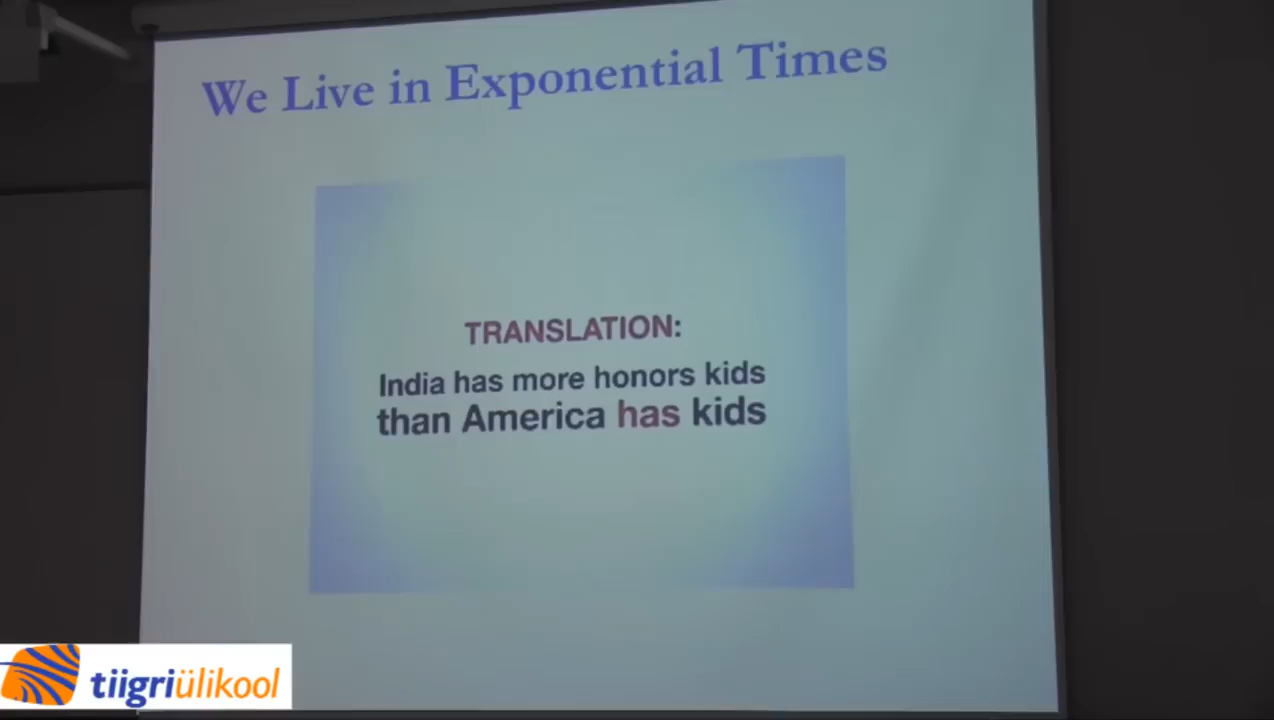 We Live in Exponential Times
TRANSLATION:
India has more honors kids
than America has kids
tiigriülikool